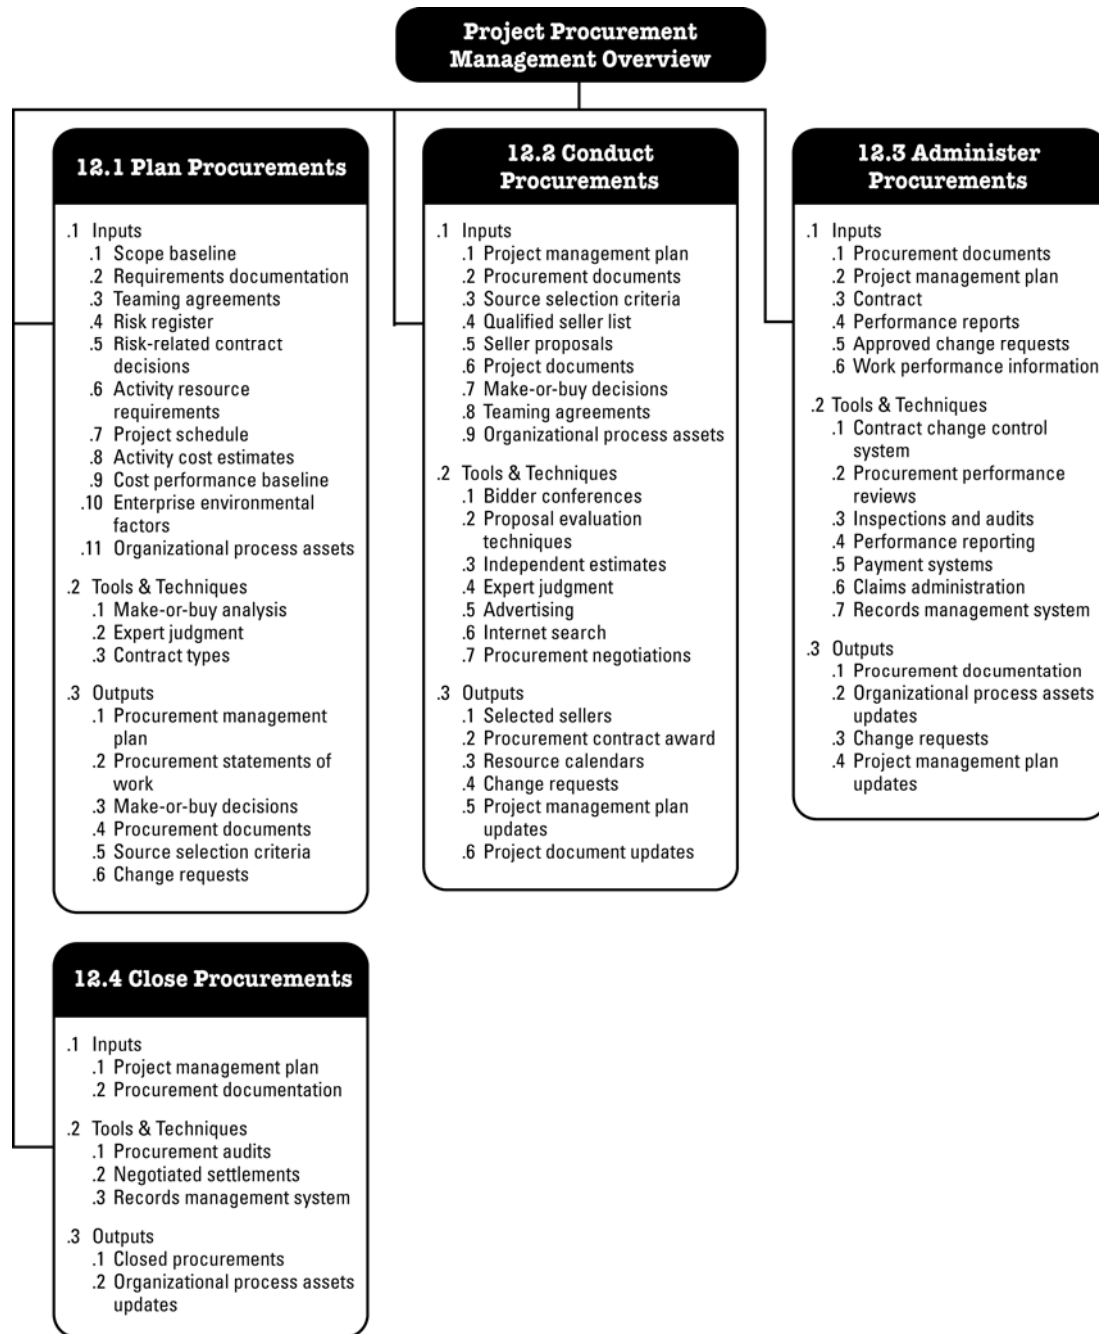 Project Procurement
Management Overview
12.1 Plan Procurements
.1 Inputs
.1 Scope baseline
.2 Requirements documentation
.3 Teaming agreements
.4 Risk register
.5 Risk-related contract
decisions
.6 Activity resource
requirements
.7 Project schedule
.8 Activity cost estimates
.9 Cost performance baseline
.10 Enterprise environmental
factors
.11 Organizational process assets
.2 Tools & Techniques
.1 Make-or-buy analysis
.2 Expert judgment
.3 Contract types
.3 Outputs
.1 Procurement management
plan
.2 Procurement statements of
work
.3 Make-or-buy decisions
.4 Procurement documents
.5 Source selection criteria
.6 Change requests
12.2 Conduct
Procurements
.1 Inputs
.1 Project management plan
.2 Procurement documents
.3 Source selection criteria
.4 Qualified seller list
.5 Seller proposals
.6 Project documents
.7 Make-or-buy decisions
.8 Teaming agreements
.9 Organizational process assets
.2 Tools & Techniques
.1 Bidder conferences
.2 Proposal evaluation
techniques
.3 Independent estimates
.4 Expert judgment
.5 Advertising
.6 Internet search
.7 Procurement negotiations
.3 Outputs
.1 Selected sellers
.2 Procurement contract award
.3 Resource calendars
.4 Change requests
.5 Project management plan
updates
.6 Project document updates
12.3 Administer
Procurements
.1 Inputs
.1 Procurement documents
.2 Project management plan
.3 Contract
.4 Performance reports
.5 Approved change requests
.6 Work performance information
.2 Tools & Techniques
.1 Contract change control
system
.2 Procurement performance
reviews
.3 Inspections and audits
.4 Performance reporting
.5 Payment systems
.6 Claims administration
.7 Records management system
.3 Outputs
.1 Procurement documentation
.2 Organizational process assets
updates
.3 Change requests
.4 Project management plan
updates
12.4 Close Procurements
.1 Inputs
.1 Project management plan
.2 Procurement documentation
.2 Tools & Techniques
.1 Procurement audits
.2 Negotiated settlements
.3 Records management system
.3 Outputs
.1 Closed procurements
.2 Organizational process assets
updates